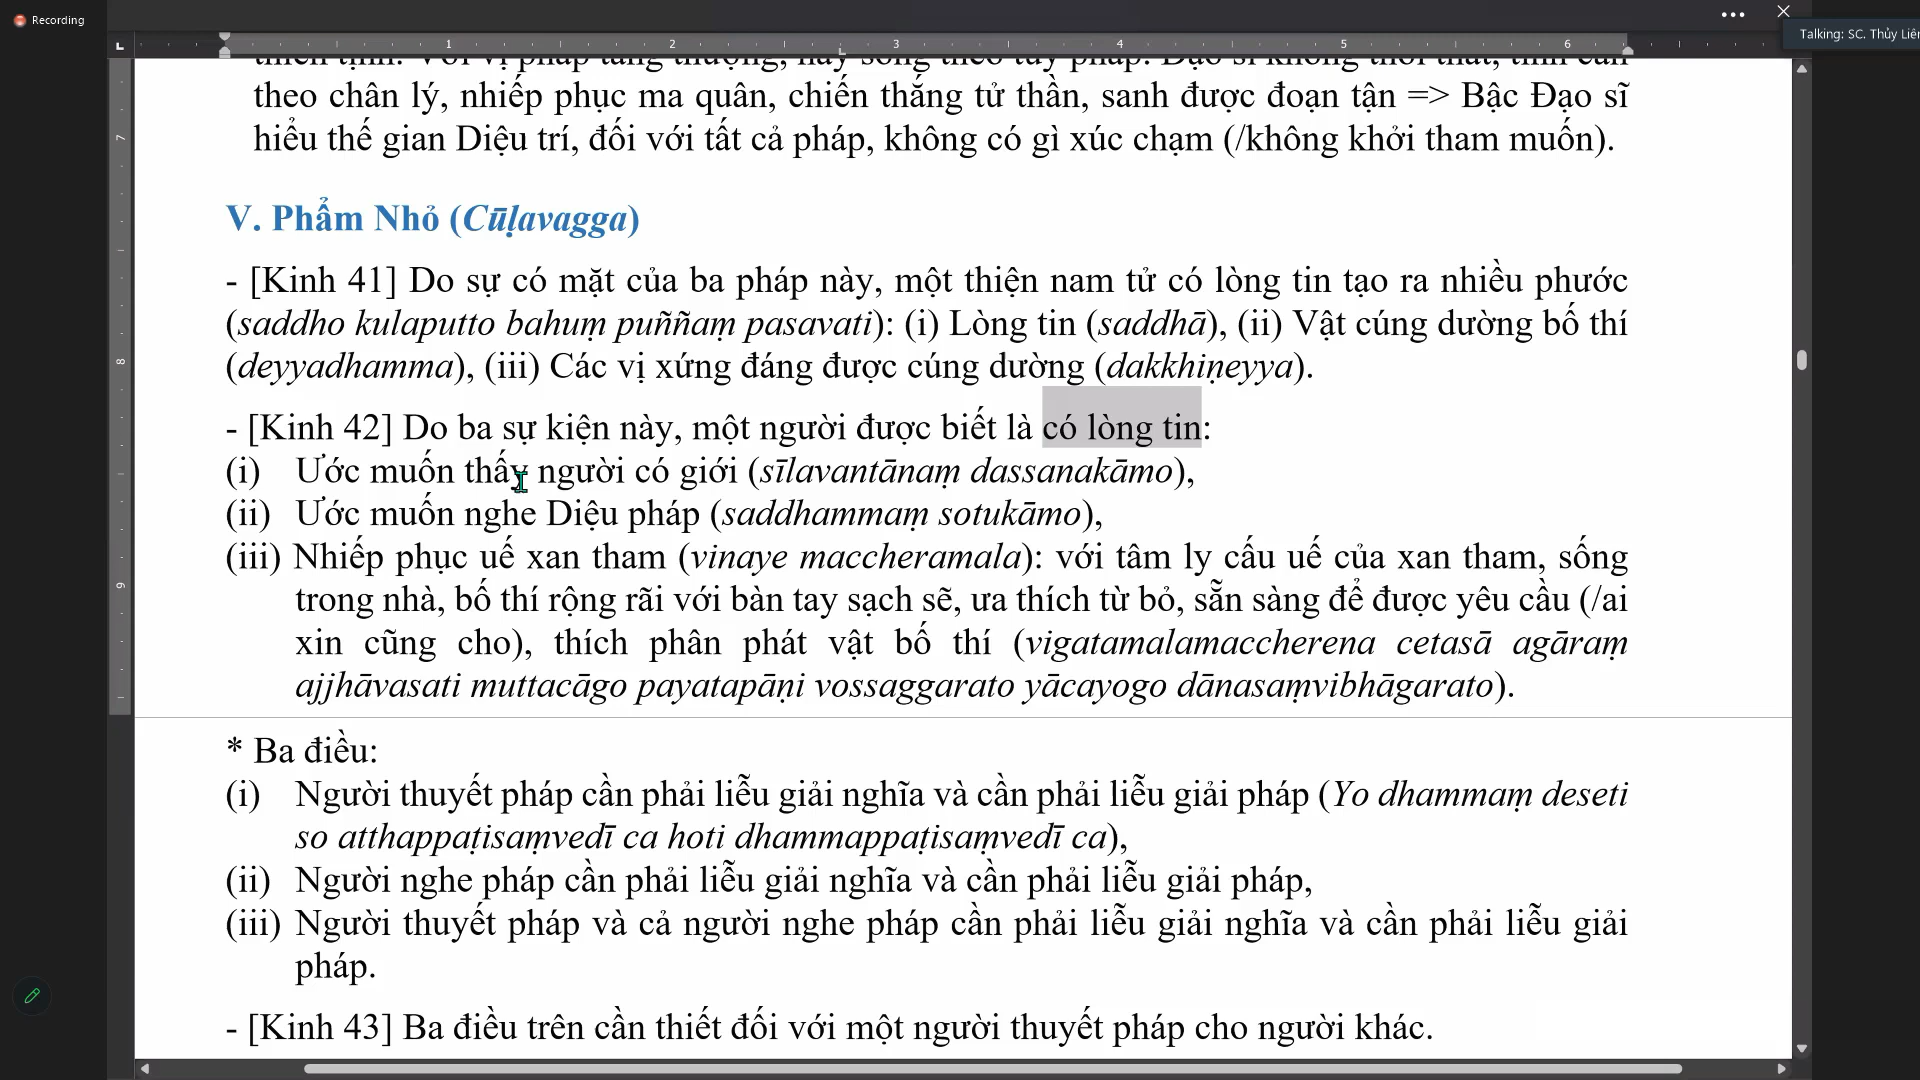 Recording
Talking: SC. Thủy Liên
1 2 3 4 5 6
theo chân lý, nhiếp phục ma quân, chiến thắng tử thần, sanh được đoạn tận => Bậc Đạo sĩ
hiểu thế gian Diệu trí, đối với tất cả pháp, không có gì xúc chạm (/không khởi tham muốn).
V. Phẩm Nhỏ (Cūḷavagga)
- [Kinh 41] Do sự có mặt của ba pháp này, một thiện nam tử có lòng tin tạo ra nhiều phước
(saddho kulaputto bahuṃ puññaṃ pasavati): (i) Lòng tin (saddhā), (ii) Vật cúng dường bố thí
(deyyadhamma), (iii) Các vị xứng đáng được cúng dường (dakkhiṇeyya).
- [Kinh 42] Do ba sự kiện này, một người được biết là có lòng tin:
(i) Ước muốn thấy người có giới (sīlavantānaṃ dassanakāmo),
(ii) Ước muốn nghe Diệu pháp (saddhammaṃ sotukāmo),
(iii) Nhiếp phục uế xan tham (vinaye maccheramala): với tâm ly cấu uế của xan tham, sống
trong nhà, bố thí rộng rãi với bàn tay sạch sẽ, ưa thích từ bỏ, sẵn sàng để được yêu cầu (/ai
xin cũng cho), thích phân phát vật bố thí (vigatamalamaccherena cetasā agāraṃ
ajjhāvasati muttacāgo payatapāṇi vossaggarato yācayogo dānasaṃvibhāgarato).
* Ba điều:
(i) Người thuyết pháp cần phải liễu giải nghĩa và cần phải liễu giải pháp (Yo dhammaṃ deseti
so atthappaṭisaṃvedī ca hoti dhammappaṭisaṃvedī ca),
(ii) Người nghe pháp cần phải liễu giải nghĩa và cần phải liễu giải pháp,
(iii) Người thuyết pháp và cả người nghe pháp cần phải liễu giải nghĩa và cần phải liễu giải
pháp.
- [Kinh 43] Ba điều trên cần thiết đối với một người thuyết pháp cho người khác.